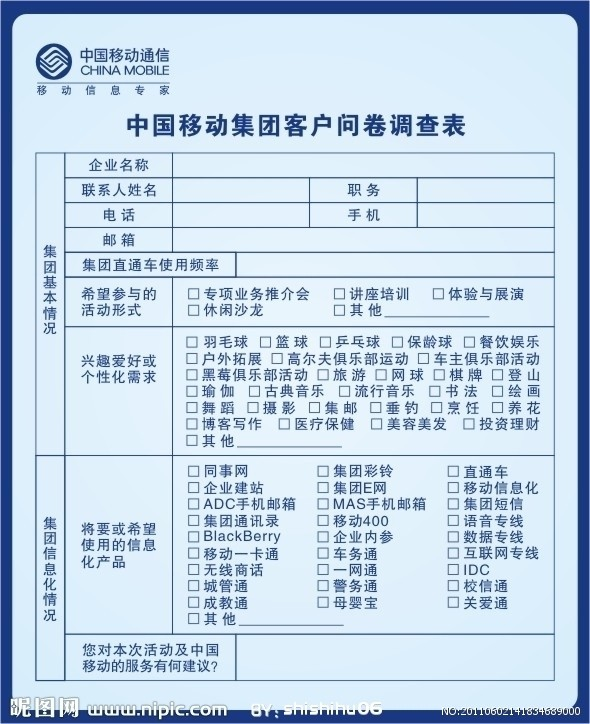 中国移动通信
CHINA MOBILE
移动信息专家
中国移动集团客户问卷调查表
集团基本情况
企业名称
联系人姓名 职务
电话 手机
邮箱
集团直通车使用频率
希望参与的
活动形式
□ 专项业务推介会 □ 讲座培训 □ 体验与展演
□ 休闲沙龙 □ 其他
兴趣爱好或
个性化需求
□ 羽毛球 □ 篮球 □ 乒乓球 □ 保龄球 □ 餐饮娱乐
□ 户外拓展 □ 高尔夫俱乐部运动 □ 车主俱乐部活动
□ 黑莓俱乐部活动 □ 旅游 □ 网球 □ 棋牌 □ 登山
□ 瑜伽 □ 古典音乐 □ 流行音乐 □ 书法 □ 绘画
□ 舞蹈 □ 摄影 □ 集邮 □ 垂钓 □ 烹饪 □ 养花
□ 博客写作 □ 医疗保健 □ 美容美发 □ 投资理财
□ 其他
集团信息化情况
将要或希望
使用的信息
化产品
□ 同事网 □ 集团彩铃 □ 直通车
□ 企业建站 □ 集团E网 □ 移动信息化
□ ADC手机邮箱 □ MAS手机邮箱 □ 集团短信
□ 集团通讯录 □ 移动400 □ 语音专线
□ BlackBerry □ 企业内参 □ 数据专线
□ 移动一卡通 □ 车务通 □ 互联网专线
□ 无线商话 □ 一网通 □ IDC
□ 城管通 □ 警务通 □ 校信通
□ 成教通 □ 母婴宝 □ 关爱通
□ 其他
您对本次活动及中国
移动的服务有何建议?
昵图网 www.nipic.com BY: shishihu06 NO:20110602141834689000